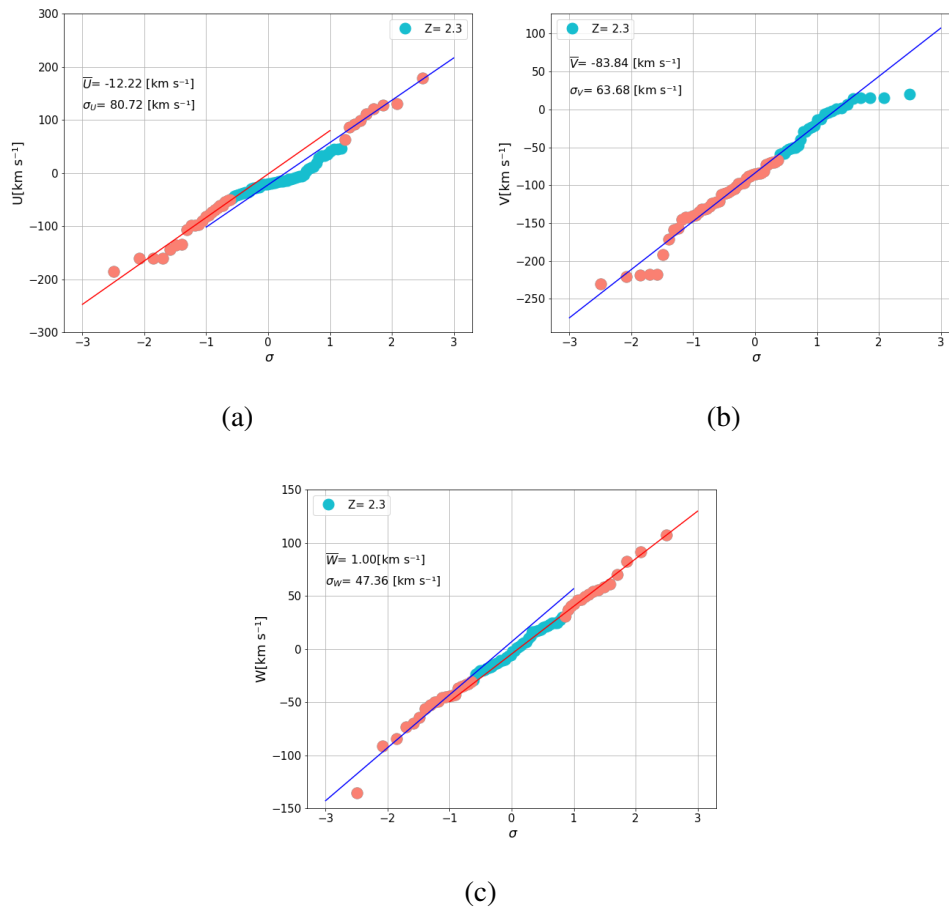 300
200
100
0
−100
−200
−300
U[km s⁻¹]
Z= 2.3
U̅= -12.22 [km s⁻¹]
σU= 80.72 [km s⁻¹]
−3 −2 −1 0 1 2 3
σ
(a)
100
50
0
−50
−100
−150
−200
−250
V[km s⁻¹]
Z= 2.3
V̅= -83.84 [km s⁻¹]
σV= 63.68 [km s⁻¹]
−3 −2 −1 0 1 2 3
σ
(b)
150
100
50
0
−50
−100
−150
W[km s⁻¹]
Z= 2.3
W̅= 1.00[km s⁻¹]
σW= 47.36 [km s⁻¹]
−3 −2 −1 0 1 2 3
σ
(c)